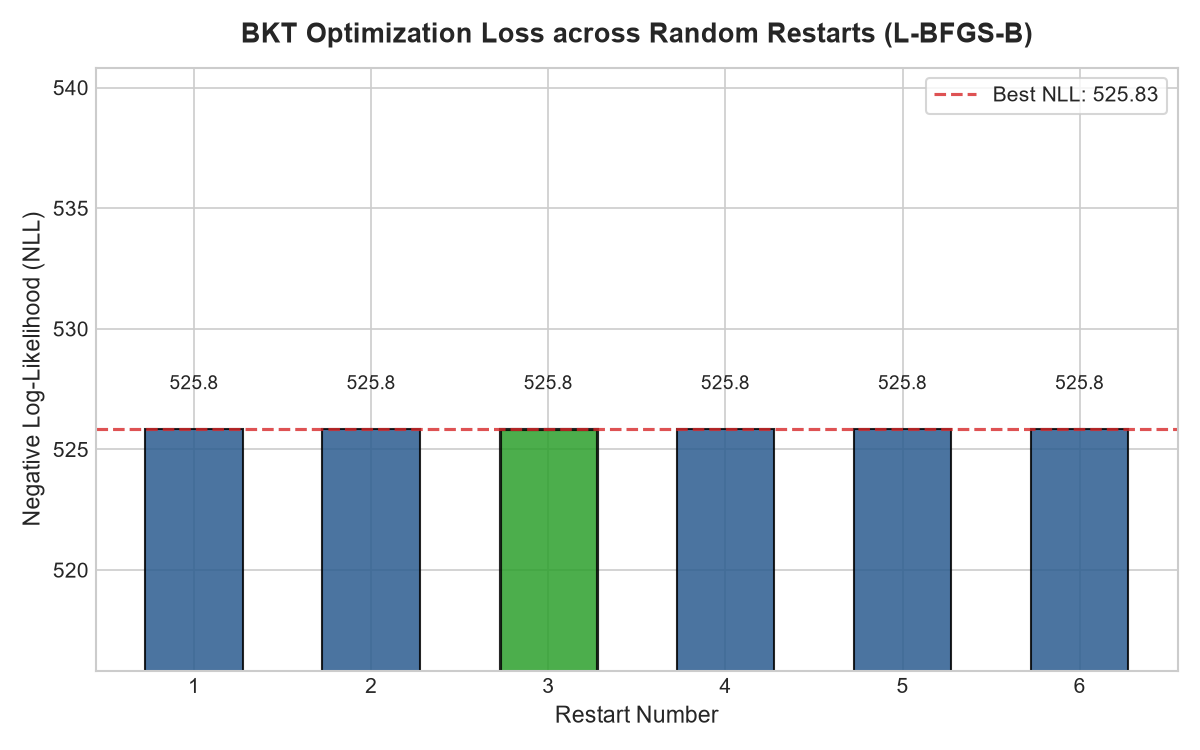 BKT Optimization Loss across Random Restarts (L-BFGS-B)
Best NLL: 525.83
Negative Log-Likelihood (NLL)
540
535
530
525
520
525.8 525.8 525.8 525.8 525.8 525.8
1 2 3 4 5 6
Restart Number